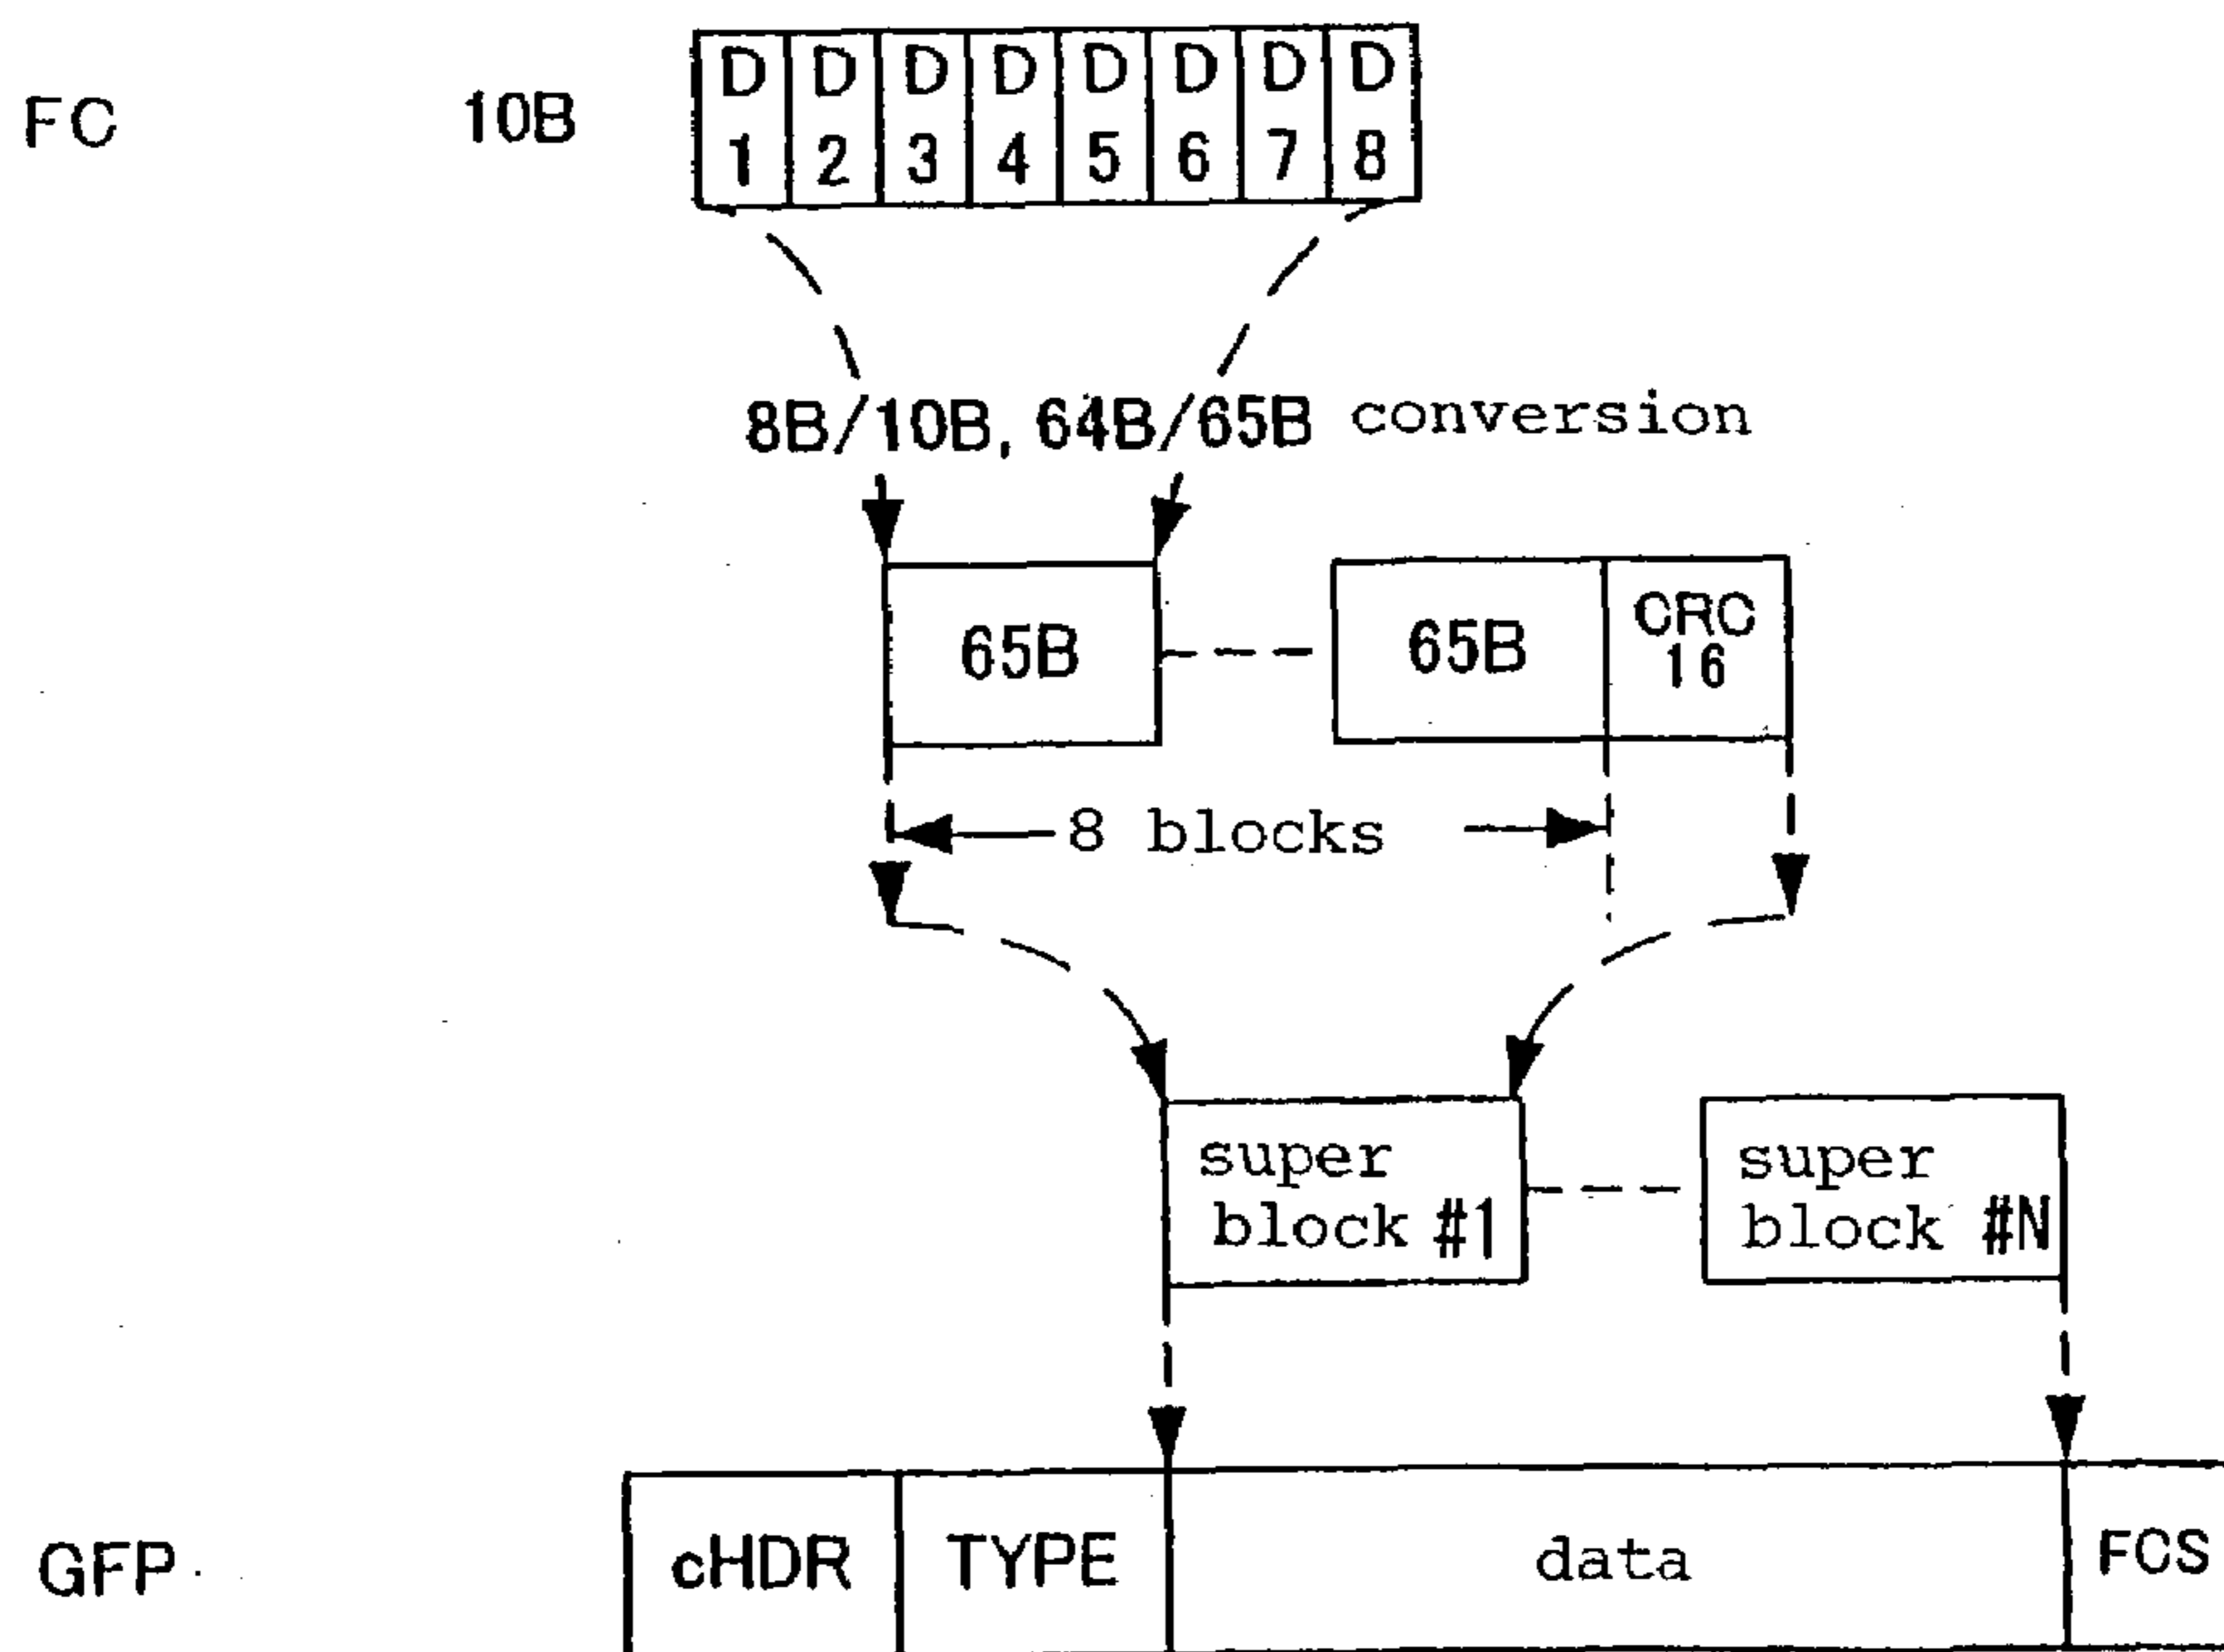 FC 10B D D D D D D D D
1 2 3 4 5 6 7 8
8B/10B, 64B/65B conversion
65B 65B CRC
16
8 blocks
super super
block #1 block #N
GFP cHDR TYPE data FCS